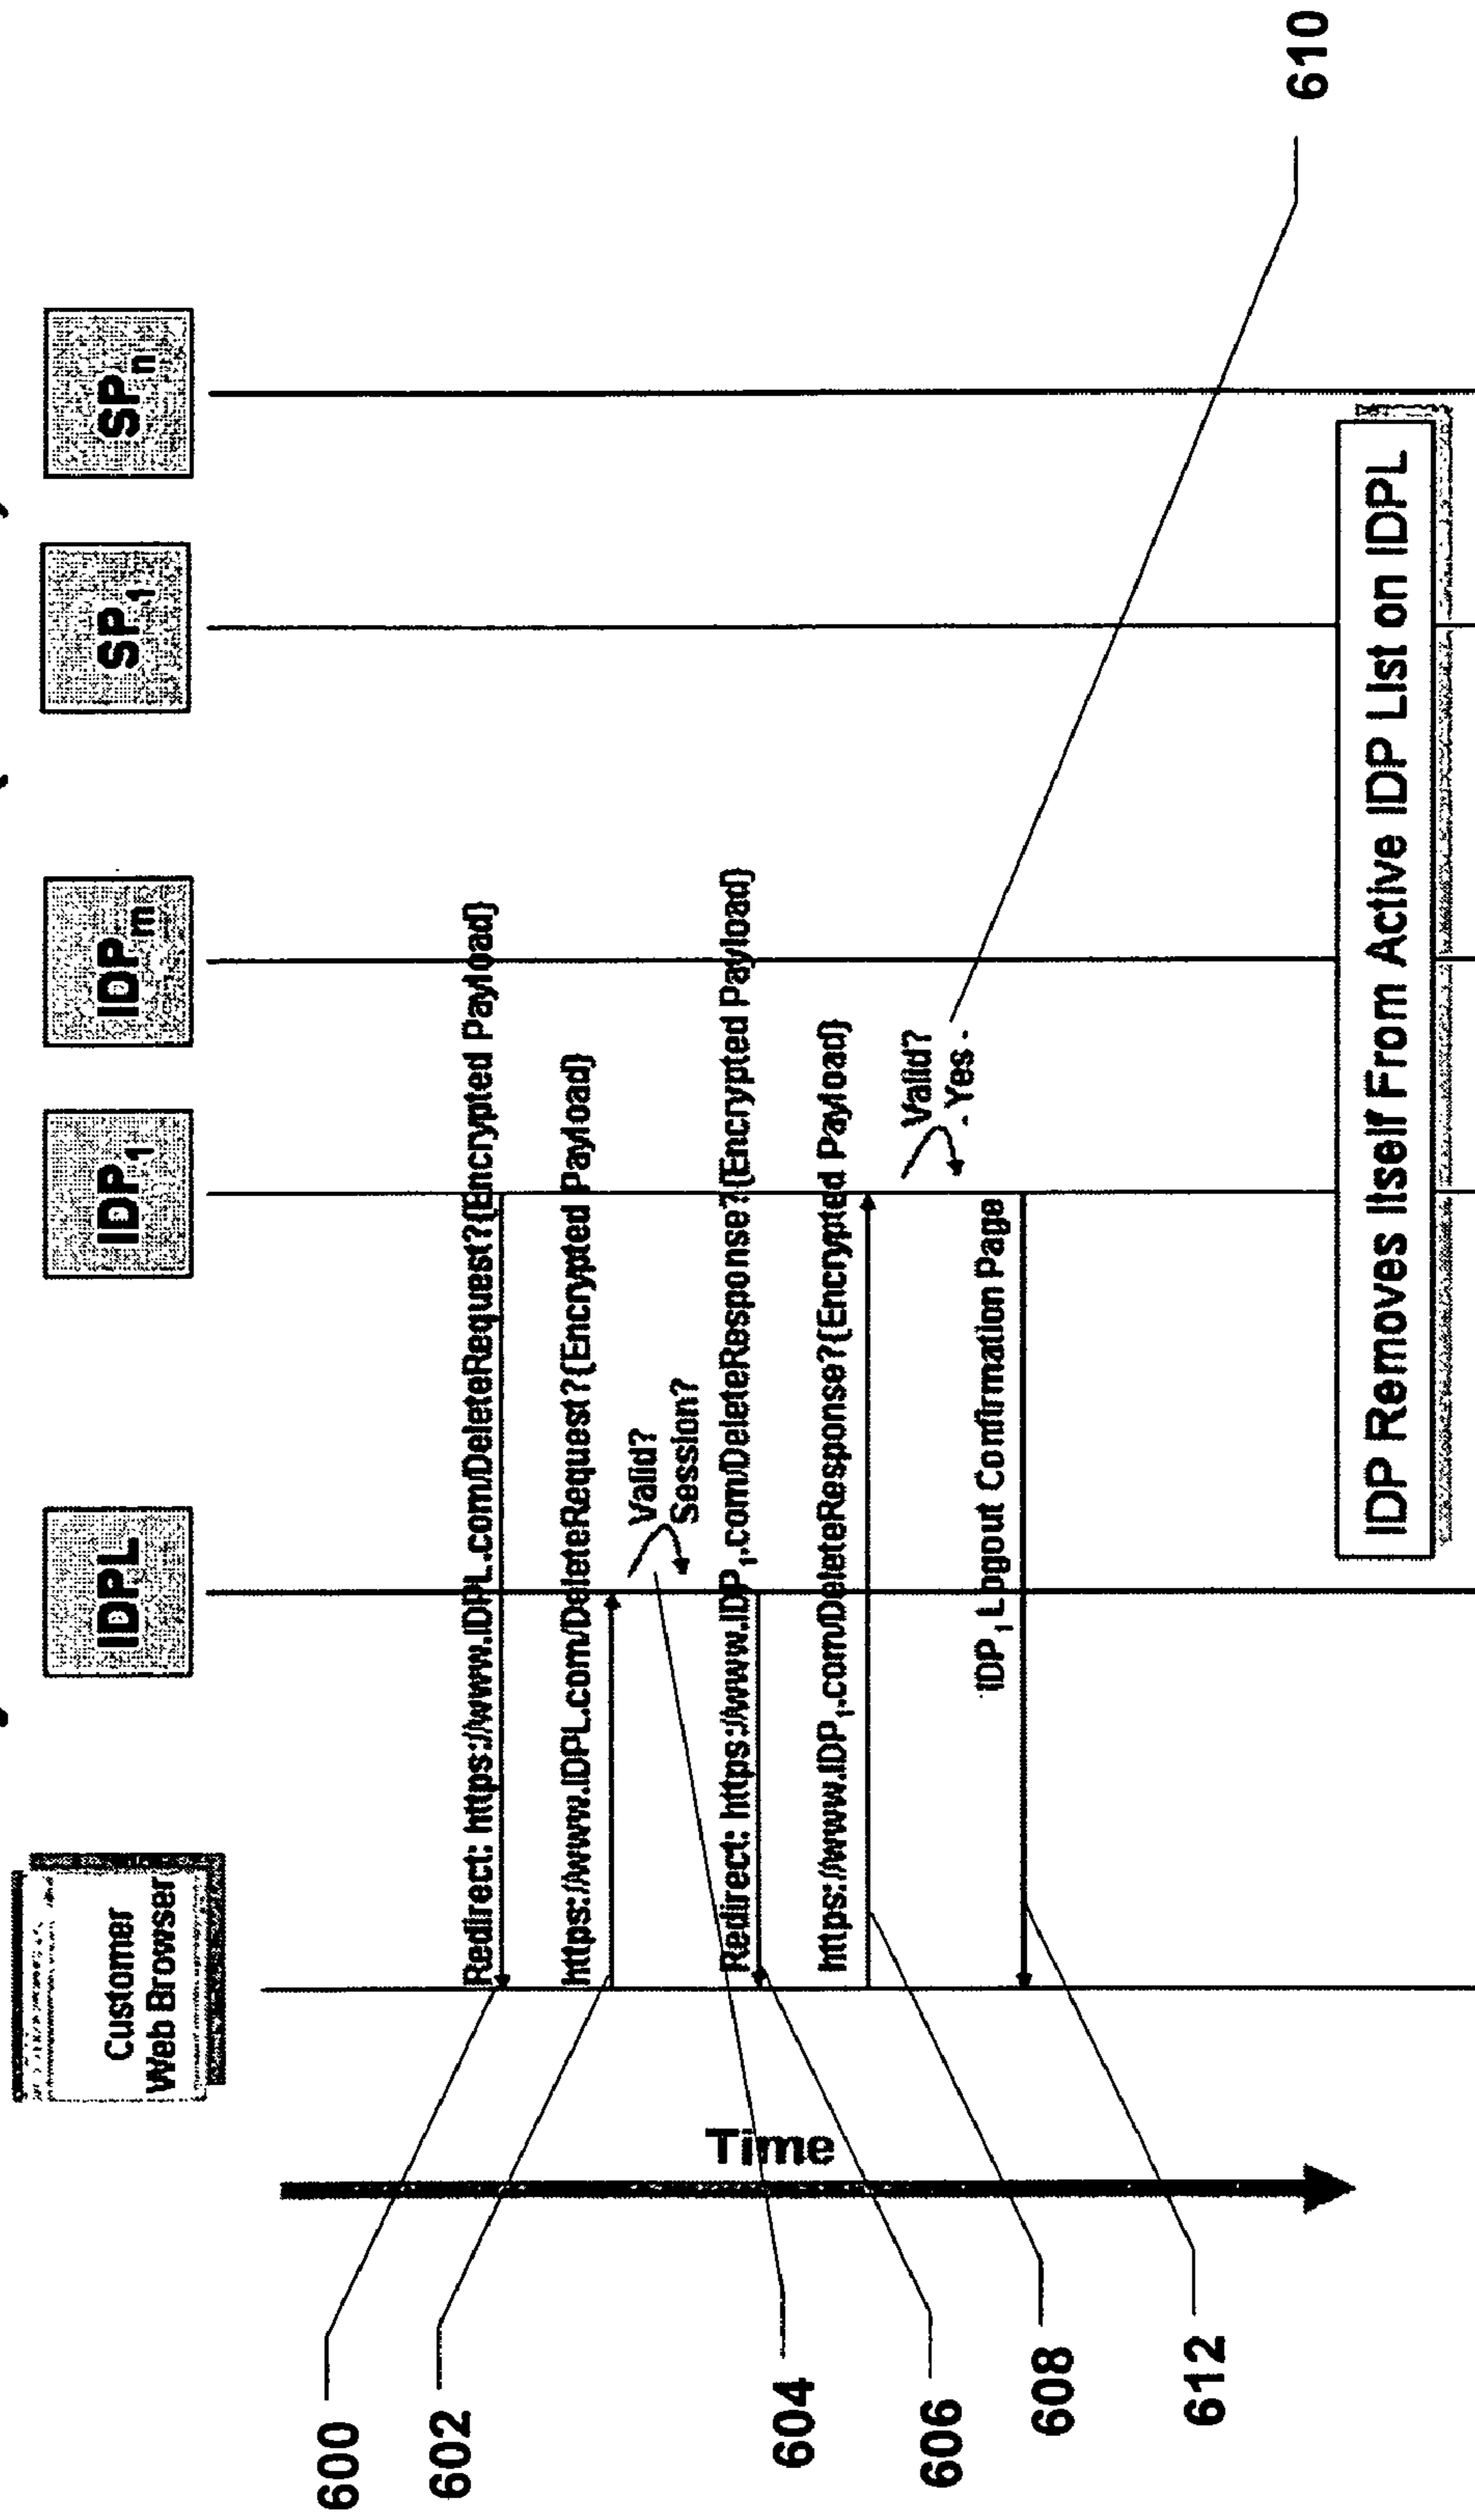 Customer
Web Browser
IDPL
IDP1
IDPm
SP1
SPn
Time
Redirect: https://www.IDPL.com/DeleteRequest?{Encrypted Payload}
https://www.IDPL.com/DeleteRequest?{Encrypted Payload}
Valid?
Session?
Redirect: https://www.IDP1.com/DeleteResponse?{Encrypted Payload}
https://www.IDP1.com/DeleteResponse?{Encrypted Payload}
Valid?
Yes
IDP1 Logout Confirmation Page
IDP Removes Itself From Active IDP List on IDPL
600
602
604
606
608
612
610